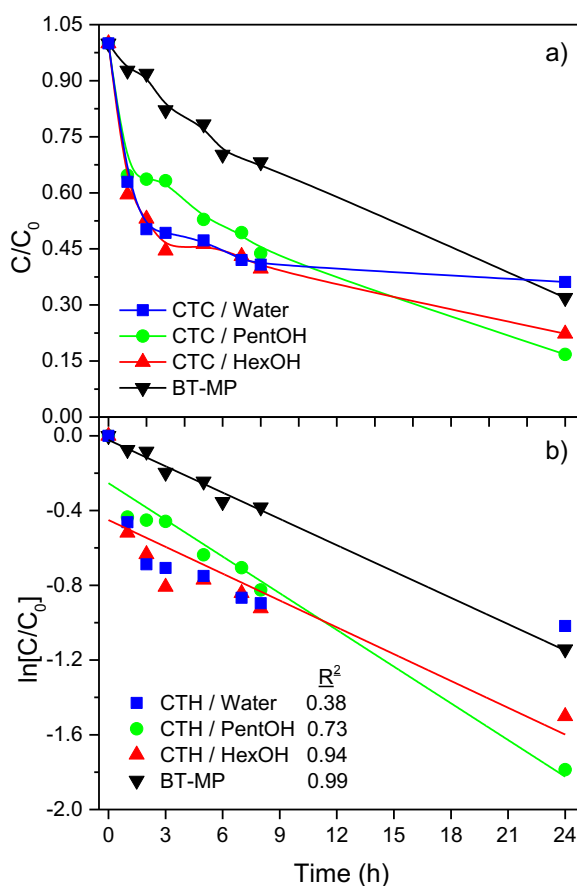 1.05
a)
0.90
0.75
0.60
0.45
0.30
0.15
0.00
C/C₀
CTC / Water
CTC / PentOH
CTC / HexOH
BT-MP
0.0
b)
-0.4
-0.8
-1.2
-1.6
-2.0
ln[C/C₀]
R²
CTH / Water 0.38
CTH / PentOH 0.73
CTH / HexOH 0.94
BT-MP 0.99
0 3 6 9 12 15 18 21 24
Time (h)